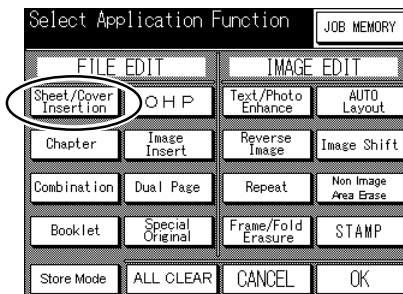 Select Application Function
JOB MEMORY
FILE EDIT
IMAGE EDIT
Sheet/Cover
Insertion
OHP
Text/Photo
Enhance
AUTO
Layout
Chapter
Image
Insert
Reverse
Image
Image Shift
Combination
Dual Page
Repeat
Non Image
Area Erase
Booklet
Special
Original
Frame/Fold
Erasure
STAMP
Store Mode
ALL CLEAR
CANCEL
OK